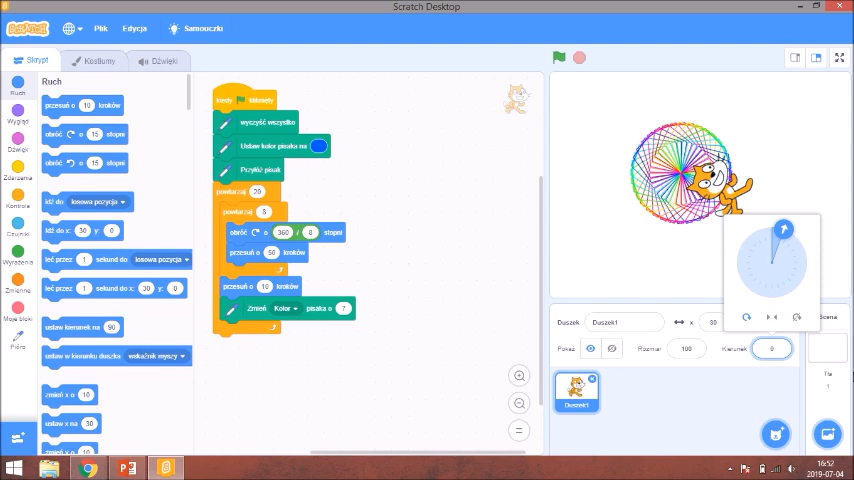 Scratch Desktop
SCRATCH
Plik
Edycja
Samouczki
Skrypt
Kostiumy
Dźwięki
Ruch
Wygląd
Dźwięk
Zdarzenia
Kontrola
Czujniki
Wyrażenia
Zmienne
Moje bloki
Pióro
Ruch
przesuń o 10 kroków
obróć o 15 stopni
obróć o 15 stopni
idź do losowa pozycja
idź do x: 30 y: 0
leć przez 1 sekund do losowa pozycja
leć przez 1 sekund do x: 30 y: 0
ustaw kierunek na 90
ustaw w kierunku duszka wskaźnik myszy
zmień x o 10
ustaw x na 30
kiedy kliknięty
wyczyść wszystko
Ustaw kolor pisaka na
Przyłóż pisak
powtarzaj 20
powtarzaj 8
obróć o 360 / 8 stopni
przesuń o 50 kroków
przesuń o 10 kroków
Zmień Kolor pisaka o 7
Duszek Duszek1 x 30
Pokaż Rozmiar 100 Kierunek 0
Duszek1
Scena
Tła
1
16:52
2019-07-04